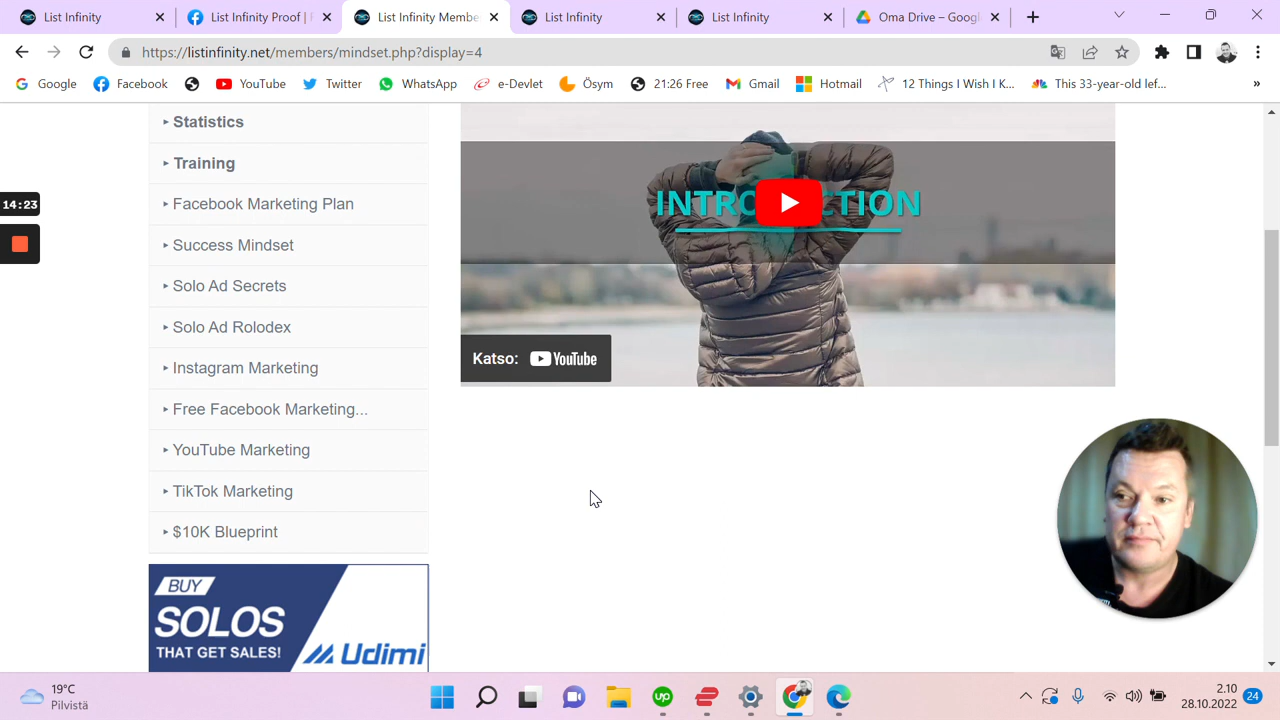 List Infinity
List Infinity Proof | F
List Infinity Membe
List Infinity
List Infinity
Oma Drive – Googl
https://listinfinity.net/members/mindset.php?display=4
Google
Facebook
YouTube
Twitter
WhatsApp
e-Devlet
Ösym
21:26 Free
Gmail
Hotmail
12 Things I Wish I K...
This 33-year-old lef...
»
Statistics
Training
14:23
Facebook Marketing Plan
Success Mindset
Solo Ad Secrets
Solo Ad Rolodex
Instagram Marketing
Free Facebook Marketing...
YouTube Marketing
TikTok Marketing
$10K Blueprint
Katso: YouTube
BUY
SOLOS
THAT GET SALES!
Udimi
19°C
Pilvistä
up
2.10
28.10.2022
24